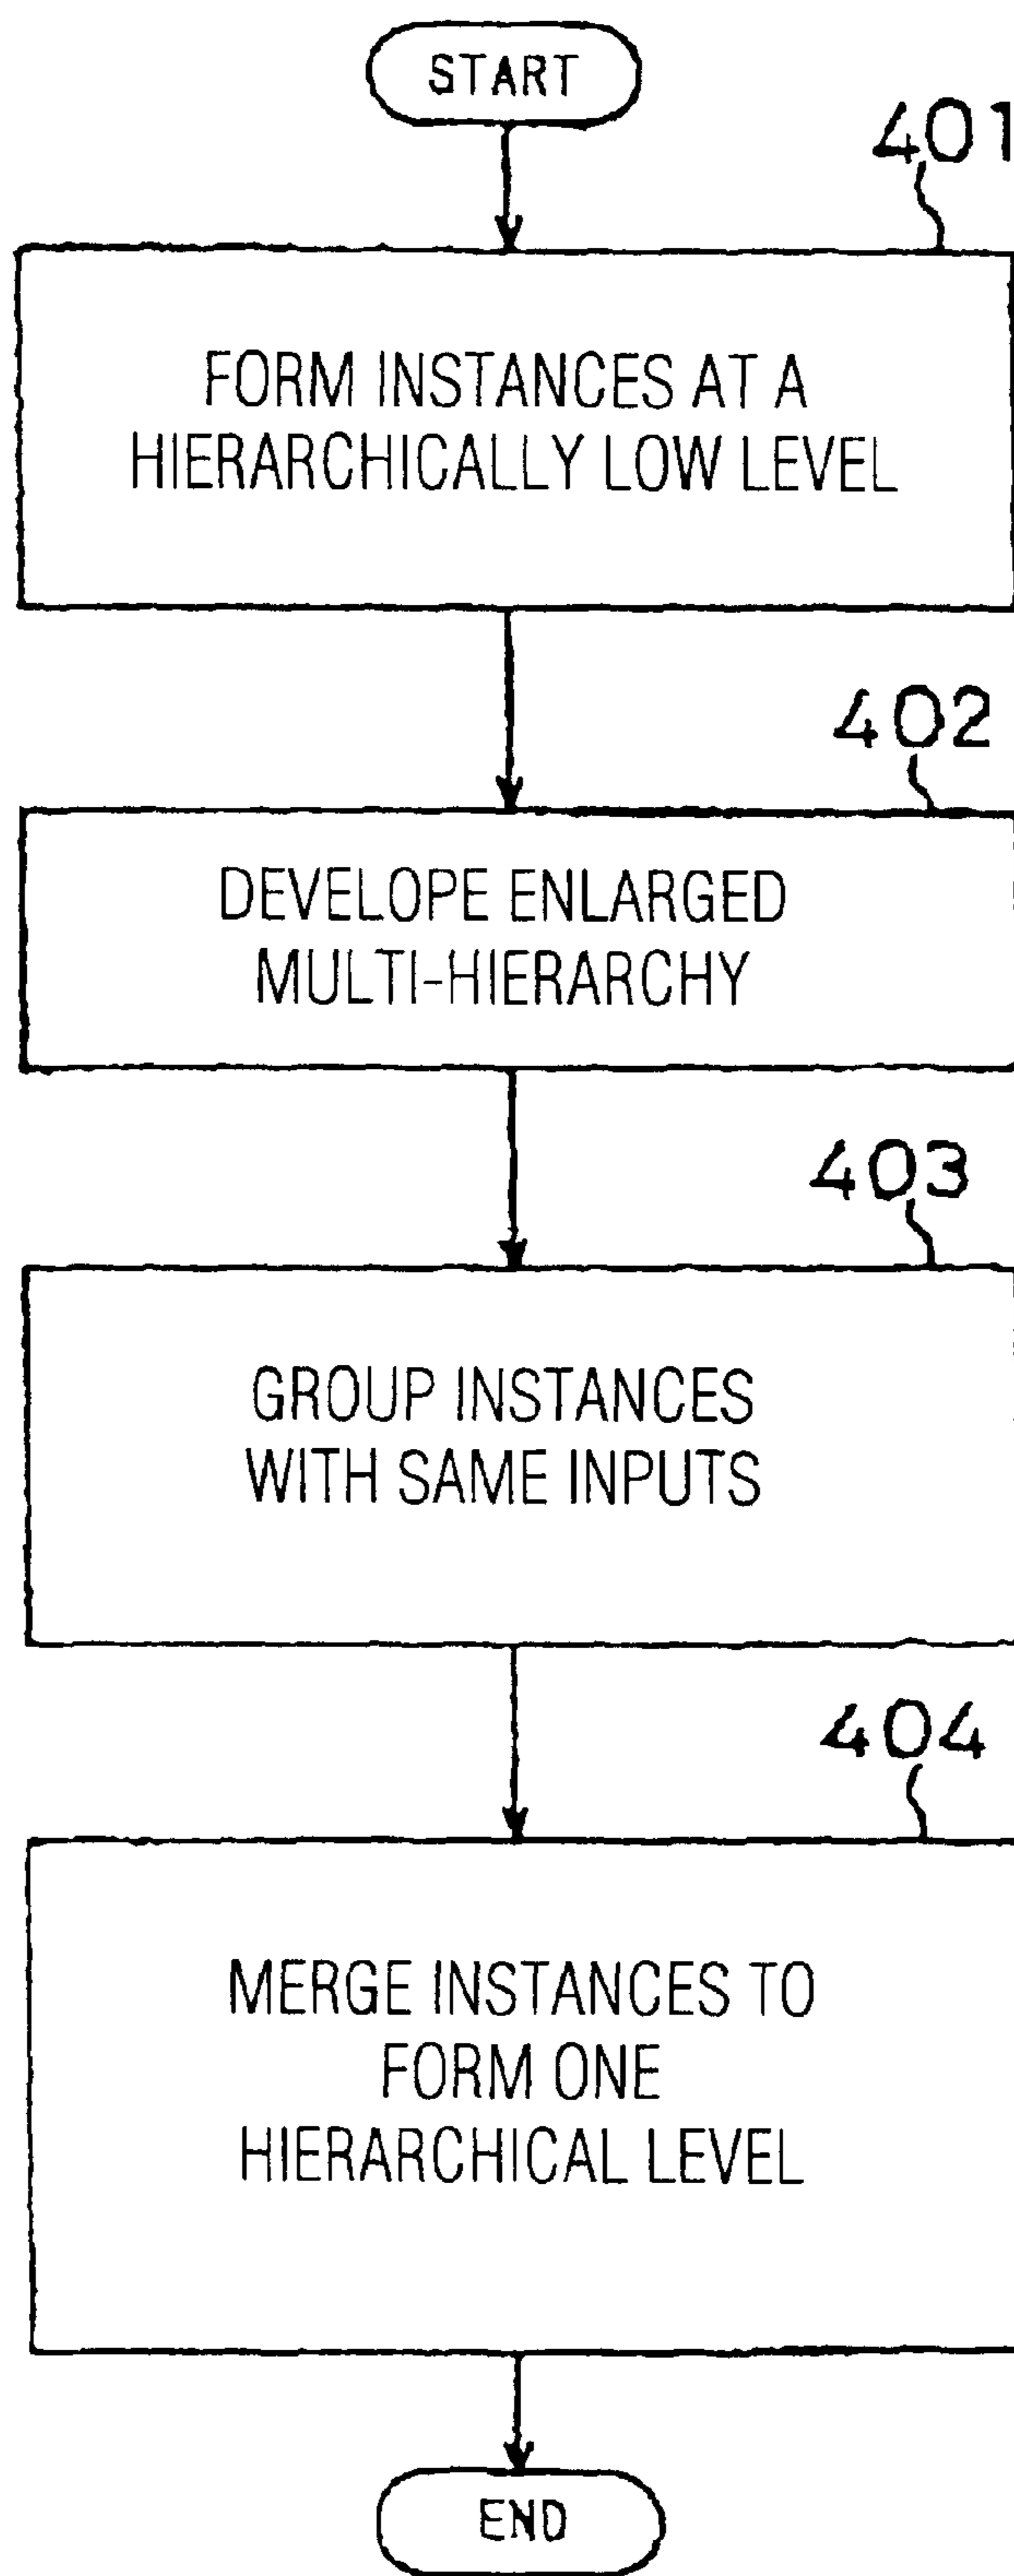 START
401
FORM INSTANCES AT A
HIERARCHICALLY LOW LEVEL
402
DEVELOPE ENLARGED
MULTI-HIERARCHY
403
GROUP INSTANCES
WITH SAME INPUTS
404
MERGE INSTANCES TO
FORM ONE
HIERARCHICAL LEVEL
END